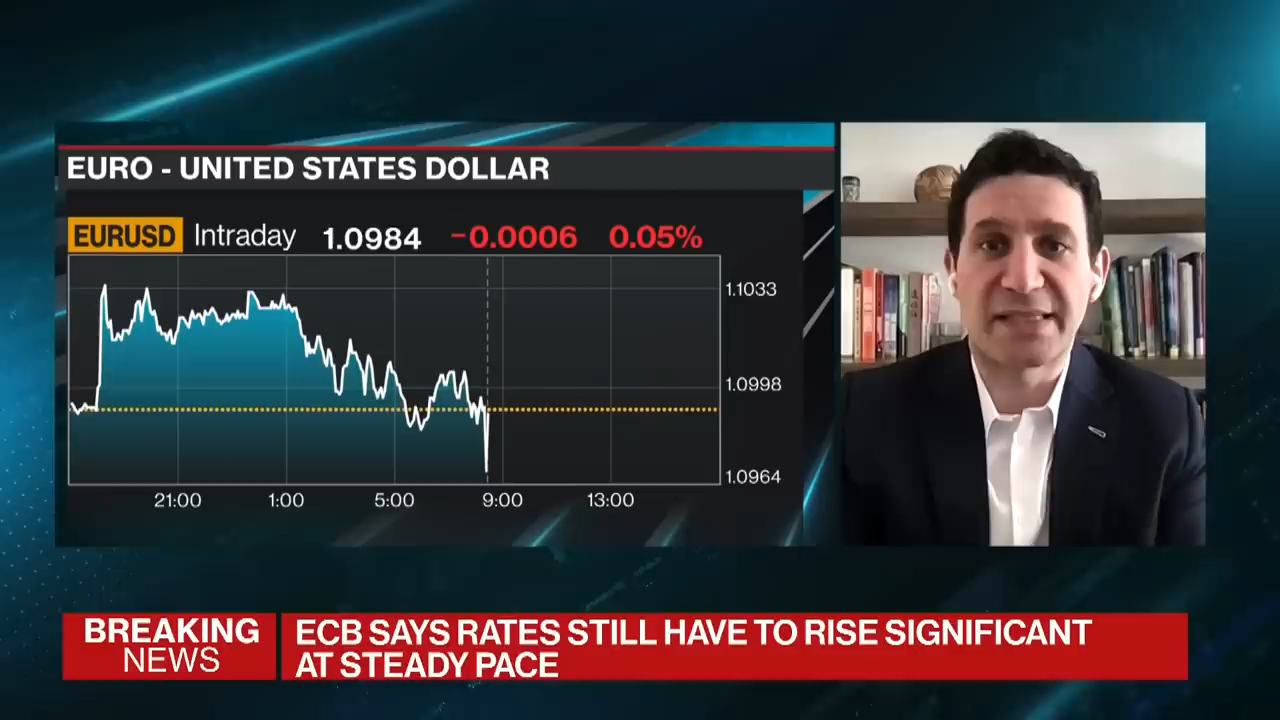 EURO - UNITED STATES DOLLAR
EURUSD Intraday 1.0984 -0.0006 0.05%
1.1033
1.0998
1.0964
21:00 1:00 5:00 9:00 13:00
BREAKING
NEWS
ECB SAYS RATES STILL HAVE TO RISE SIGNIFICANT
AT STEADY PACE